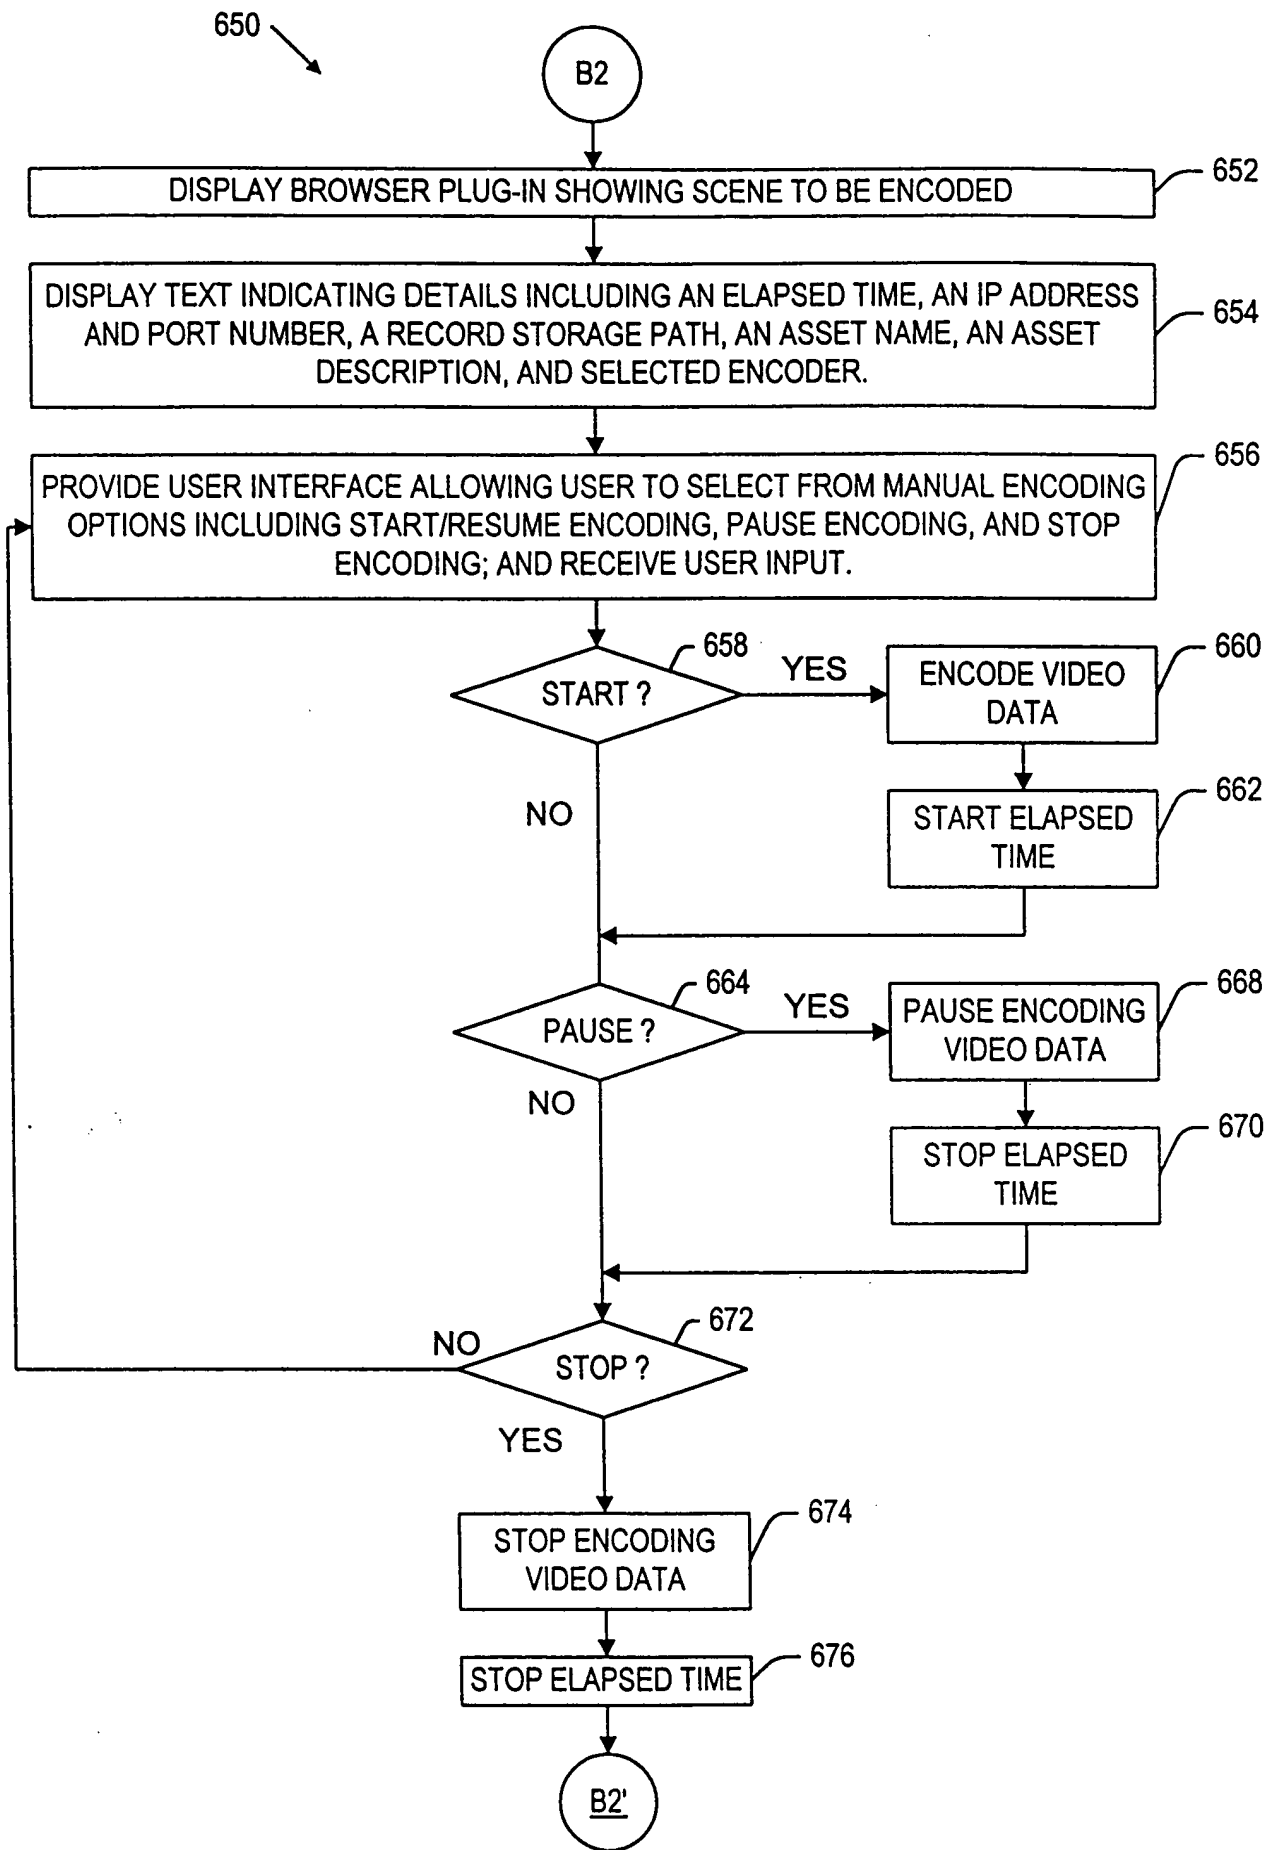 650
B2
DISPLAY BROWSER PLUG-IN SHOWING SCENE TO BE ENCODED
652
DISPLAY TEXT INDICATING DETAILS INCLUDING AN ELAPSED TIME, AN IP ADDRESS
AND PORT NUMBER, A RECORD STORAGE PATH, AN ASSET NAME, AN ASSET
DESCRIPTION, AND SELECTED ENCODER.
654
PROVIDE USER INTERFACE ALLOWING USER TO SELECT FROM MANUAL ENCODING
OPTIONS INCLUDING START/RESUME ENCODING, PAUSE ENCODING, AND STOP
ENCODING; AND RECEIVE USER INPUT.
656
START ?
658
YES
ENCODE VIDEO
DATA
660
NO
START ELAPSED
TIME
662
PAUSE ?
664
YES
PAUSE ENCODING
VIDEO DATA
668
NO
STOP ELAPSED
TIME
670
STOP ?
672
NO
YES
STOP ENCODING
VIDEO DATA
674
STOP ELAPSED TIME
676
B2'